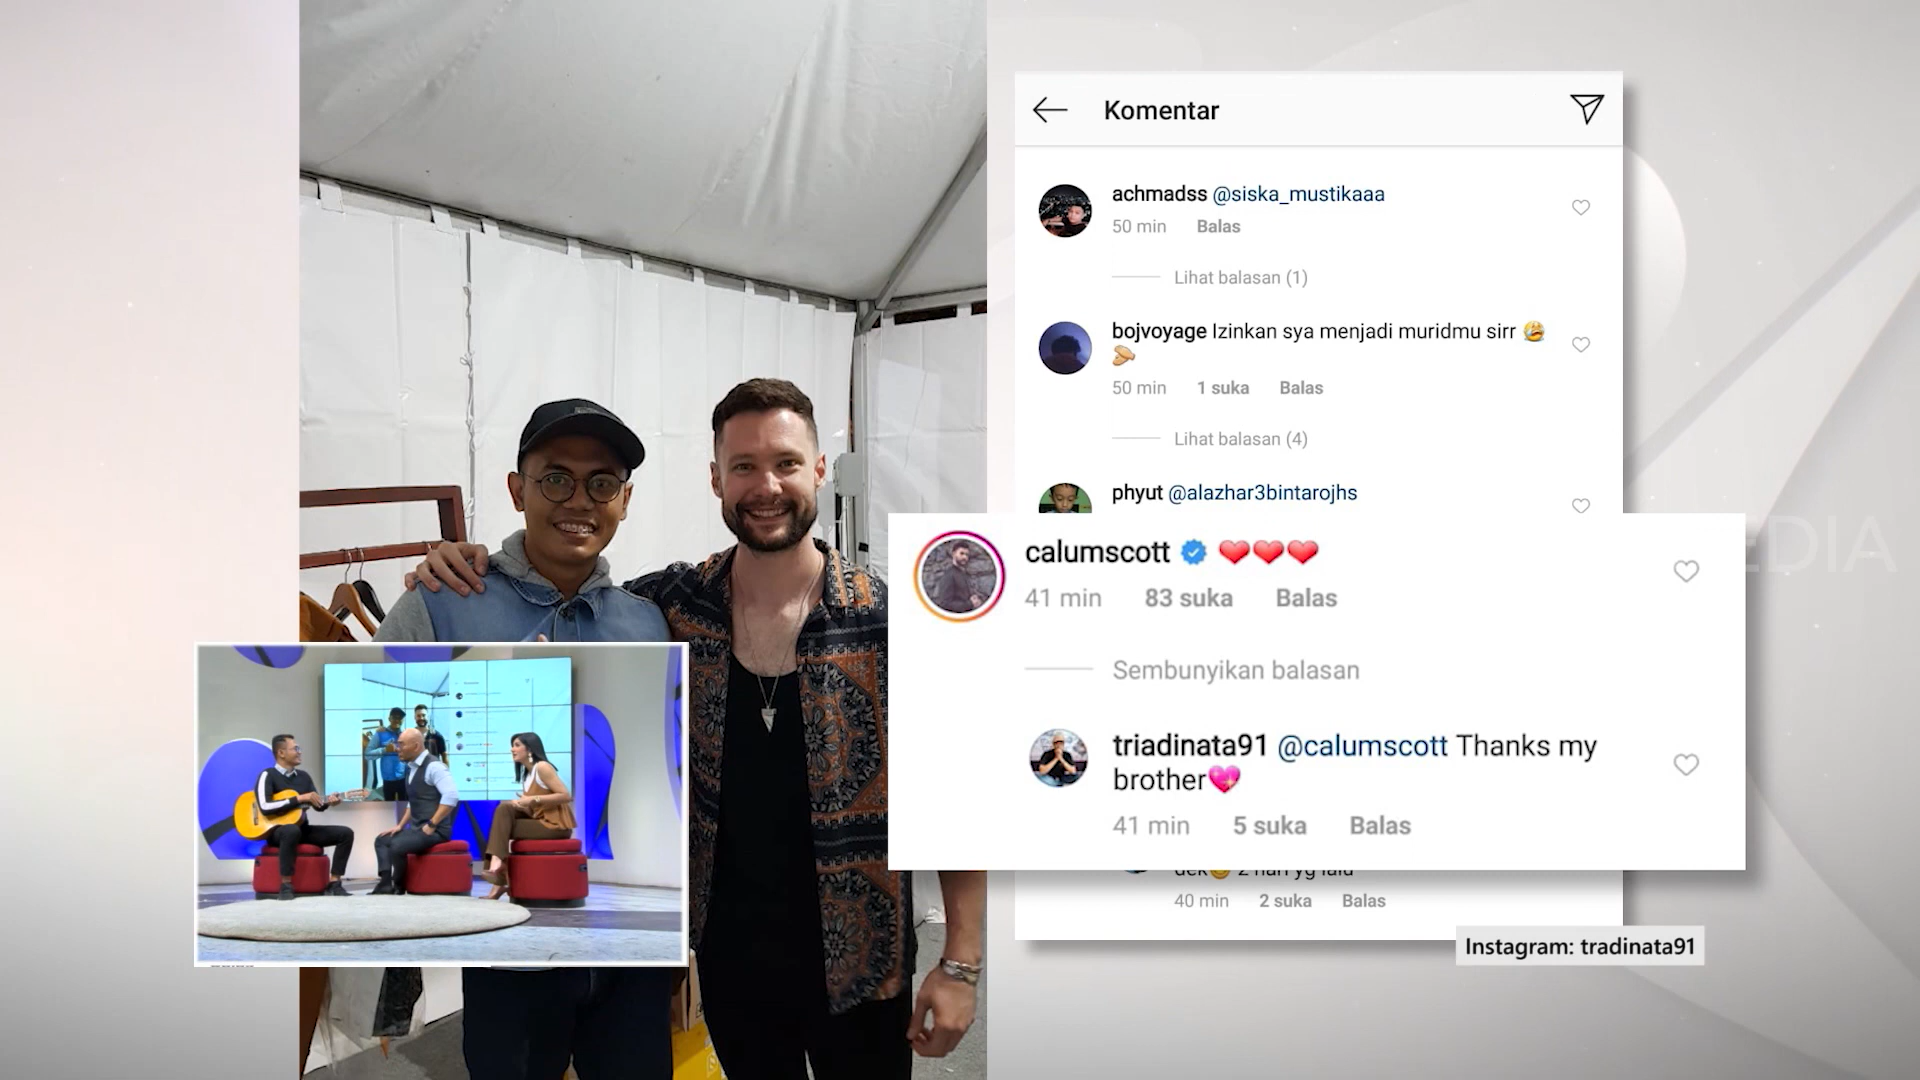 Komentar
achmadss @siska_mustikaaa
50 min Balas
Lihat balasan (1)
bojvoyage Izinkan sya menjadi muridmu sirr 😭
🤝
50 min 1 suka Balas
Lihat balasan (4)
phyut @alazhar3bintarojhs
calumscott ❤❤❤
41 min 83 suka Balas
Sembunyikan balasan
triadinata91 @calumscott Thanks my
brother💖
41 min 5 suka Balas
40 min 2 suka Balas
Instagram: tradinata91